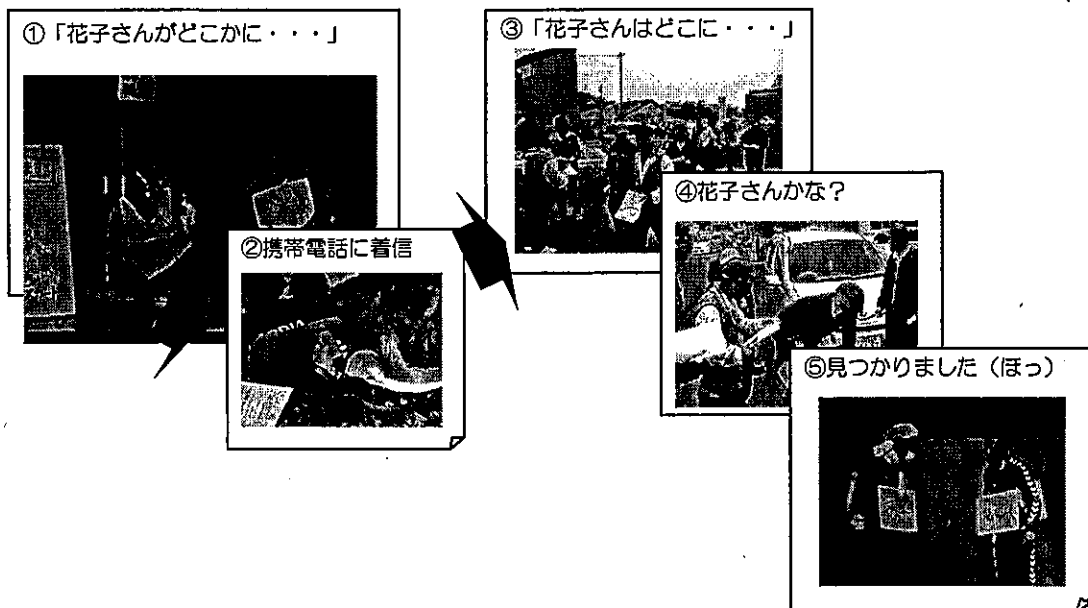 ①「花子さんがどこかに・・・」
②携帯電話に着信
③「花子さんはどこに・・・」
④花子さんかな？
⑤見つかりました（ほっ）